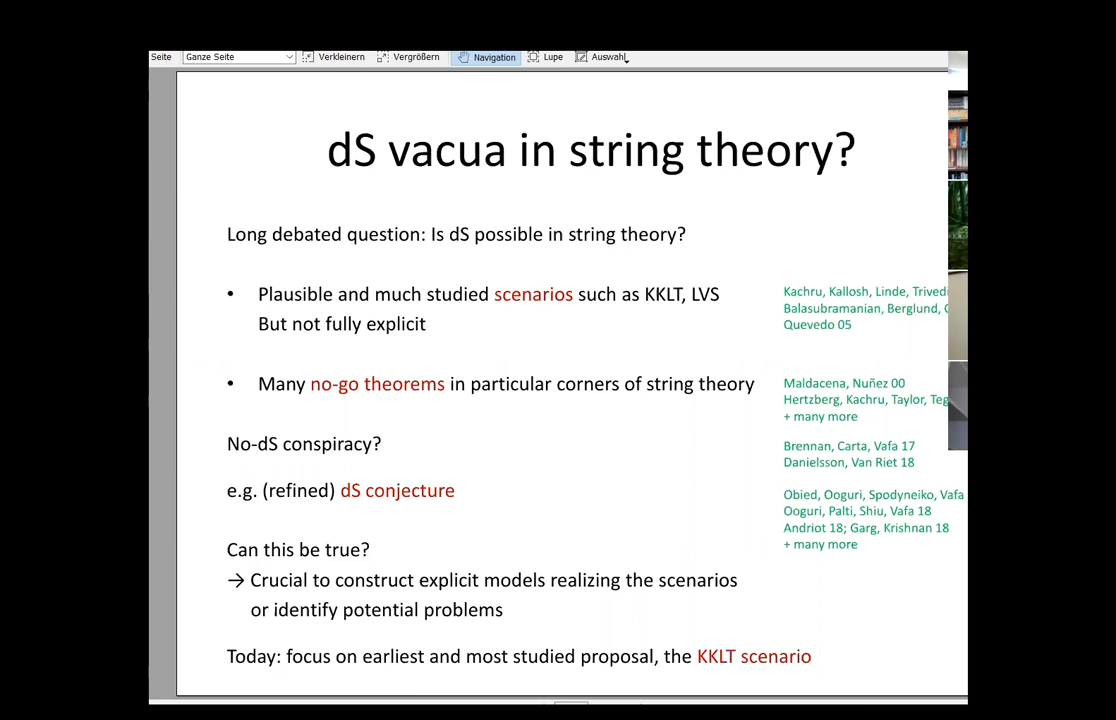 Seite Ganze Seite Verkleinern Vergrößern Navigation Lupe Auswahl
dS vacua in string theory?
Long debated question: Is dS possible in string theory?
• Plausible and much studied scenarios such as KKLT, LVS
But not fully explicit
Kachru, Kallosh, Linde, Trivedi
Balasubramanian, Berglund,
Quevedo 05
• Many no-go theorems in particular corners of string theory
Maldacena, Nuñez 00
Hertzberg, Kachru, Taylor,
+ many more
No-dS conspiracy?
Brennan, Carta, Vafa 17
Danielsson, Van Riet 18
e.g. (refined) dS conjecture
Obied, Ooguri, Spodyneiko, Vafa
Ooguri, Palti, Shiu, Vafa 18
Andriot 18; Garg, Krishnan 18
+ many more
Can this be true?
→ Crucial to construct explicit models realizing the scenarios
or identify potential problems
Today: focus on earliest and most studied proposal, the KKLT scenario